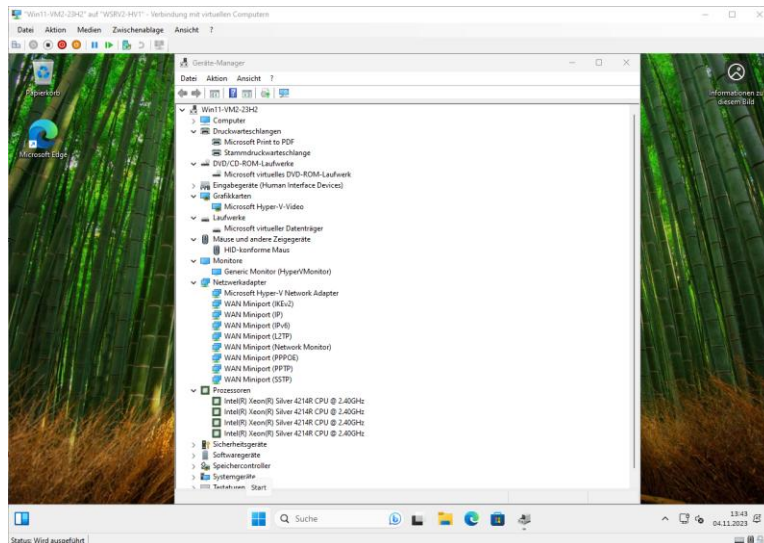 "Win11-VM2-23H2" auf "WSRV2-HV1" - Verbindung mit virtuellen Computern
Datei Aktion Medien Zwischenablage Ansicht ?
Papierkorb
Microsoft Edge
Informationen zu
diesem Bild
Geräte-Manager
Datei Aktion Ansicht ?
Win11-VM2-23H2
Computer
Druckwarteschlangen
Microsoft Print to PDF
Stammdruckwarteschlange
DVD/CD-ROM-Laufwerke
Microsoft virtuelles DVD-ROM-Laufwerk
Eingabegeräte (Human Interface Devices)
Grafikkarten
Microsoft Hyper-V-Video
Laufwerke
Microsoft virtueller Datenträger
Mäuse und andere Zeigegeräte
HID-konforme Maus
Monitore
Generic Monitor (HyperVMonitor)
Netzwerkadapter
Microsoft Hyper-V Network Adapter
WAN Miniport (IKEv2)
WAN Miniport (IP)
WAN Miniport (IPv6)
WAN Miniport (L2TP)
WAN Miniport (Network Monitor)
WAN Miniport (PPPOE)
WAN Miniport (PPTP)
WAN Miniport (SSTP)
Prozessoren
Intel(R) Xeon(R) Silver 4214R CPU @ 2.40GHz
Intel(R) Xeon(R) Silver 4214R CPU @ 2.40GHz
Intel(R) Xeon(R) Silver 4214R CPU @ 2.40GHz
Intel(R) Xeon(R) Silver 4214R CPU @ 2.40GHz
Sicherheitsgeräte
Softwaregeräte
Speichercontroller
Systemgeräte
Tastaturen
Start
Suche
13:43
04.11.2023
Status: Wird ausgeführt